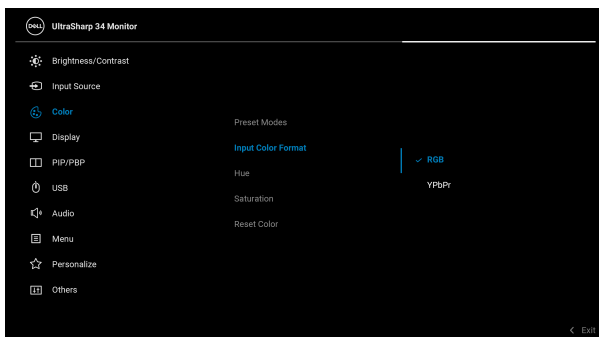 DELL
UltraSharp 34 Monitor
Brightness/Contrast
Input Source
Color
Display
PIP/PBP
USB
Audio
Menu
Personalize
Others
Preset Modes
Input Color Format
Hue
Saturation
Reset Color
RGB
YPbPr
Exit